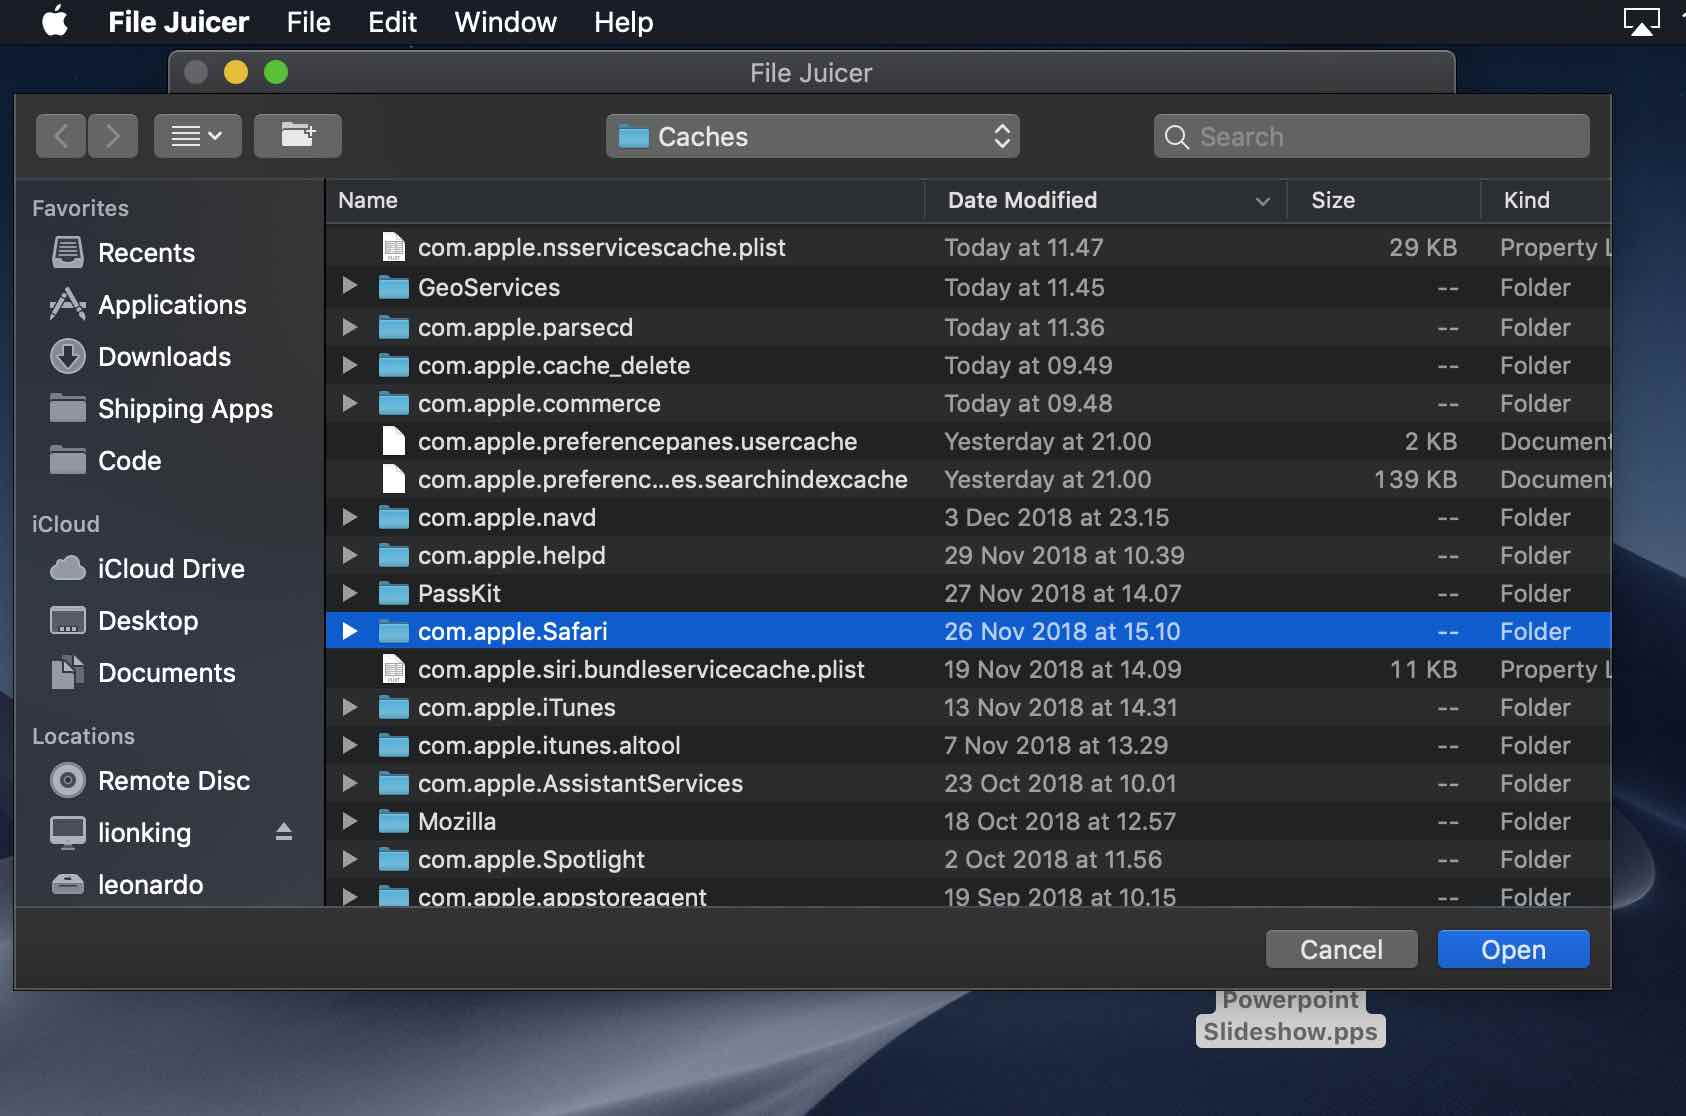 File Juicer File Edit Window Help
File Juicer
Caches
Search
Favorites
Recents
Applications
Downloads
Shipping Apps
Code
iCloud
iCloud Drive
Desktop
Documents
Locations
Remote Disc
lionking
leonardo
Name Date Modified Size Kind
com.apple.nsservicescache.plist Today at 11.47 29 KB Property L
GeoServices Today at 11.45 -- Folder
com.apple.parsecd Today at 11.36 -- Folder
com.apple.cache_delete Today at 09.49 -- Folder
com.apple.commerce Today at 09.48 -- Folder
com.apple.preferencepanes.usercache Yesterday at 21.00 2 KB Document
com.apple.preferenc...es.searchindexcache Yesterday at 21.00 139 KB Document
com.apple.navd 3 Dec 2018 at 23.15 -- Folder
com.apple.helpd 29 Nov 2018 at 10.39 -- Folder
PassKit 27 Nov 2018 at 14.07 -- Folder
com.apple.Safari 26 Nov 2018 at 15.10 -- Folder
com.apple.siri.bundleservicecache.plist 19 Nov 2018 at 14.09 11 KB Property L
com.apple.iTunes 13 Nov 2018 at 14.31 -- Folder
com.apple.itunes.altool 7 Nov 2018 at 13.29 -- Folder
com.apple.AssistantServices 23 Oct 2018 at 10.01 -- Folder
Mozilla 18 Oct 2018 at 12.57 -- Folder
com.apple.Spotlight 2 Oct 2018 at 11.56 -- Folder
com.apple.appstoreagent 19 Sep 2018 at 10.15 -- Folder
Cancel Open
Powerpoint
Slideshow.pps